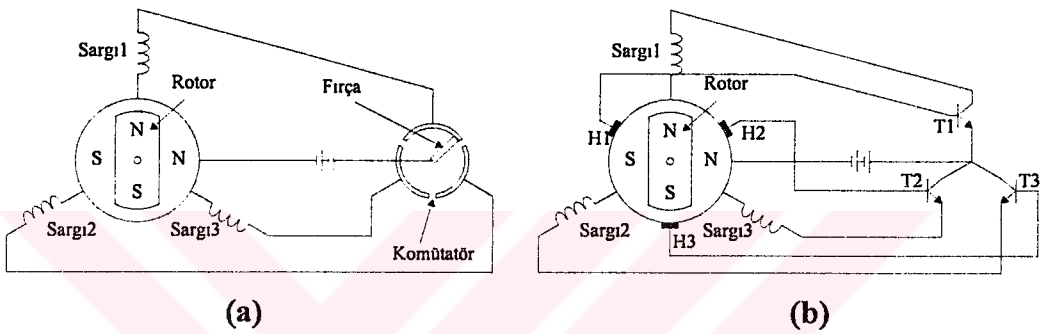 Sargı1
Rotor
Fırça
N
S
N
S
Sargı2
Sargı3
Komütatör
(a)
Sargı1
Rotor
H1
H2
T1
N
S
N
S
T2
T3
Sargı2
H3
Sargı3
(b)